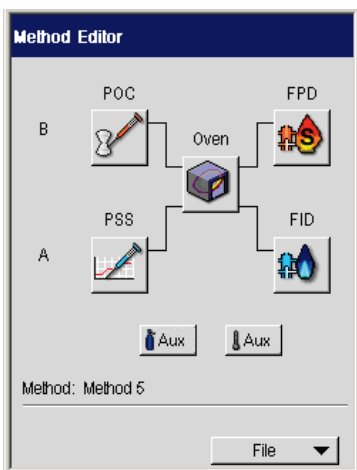 Method Editor
POC FPD
B Oven S
PSS FID
A
Aux Aux
Method: Method 5
File